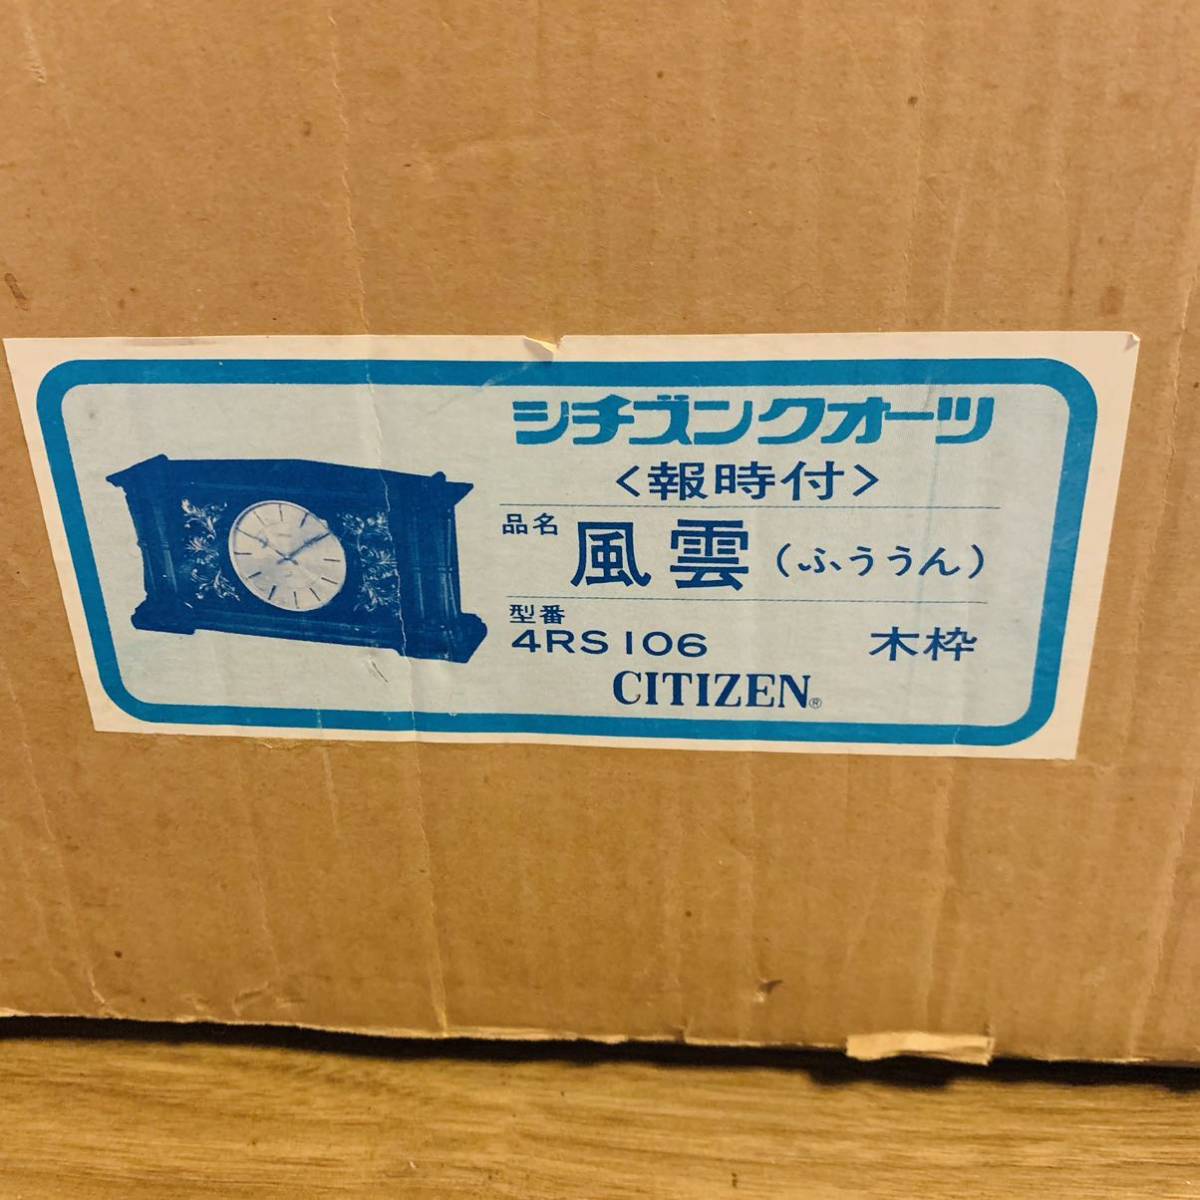 シチズンクオーツ
〈報時付〉
品名 風雲 (ふううん)
型番
4RS106 木枠
CITIZEN®